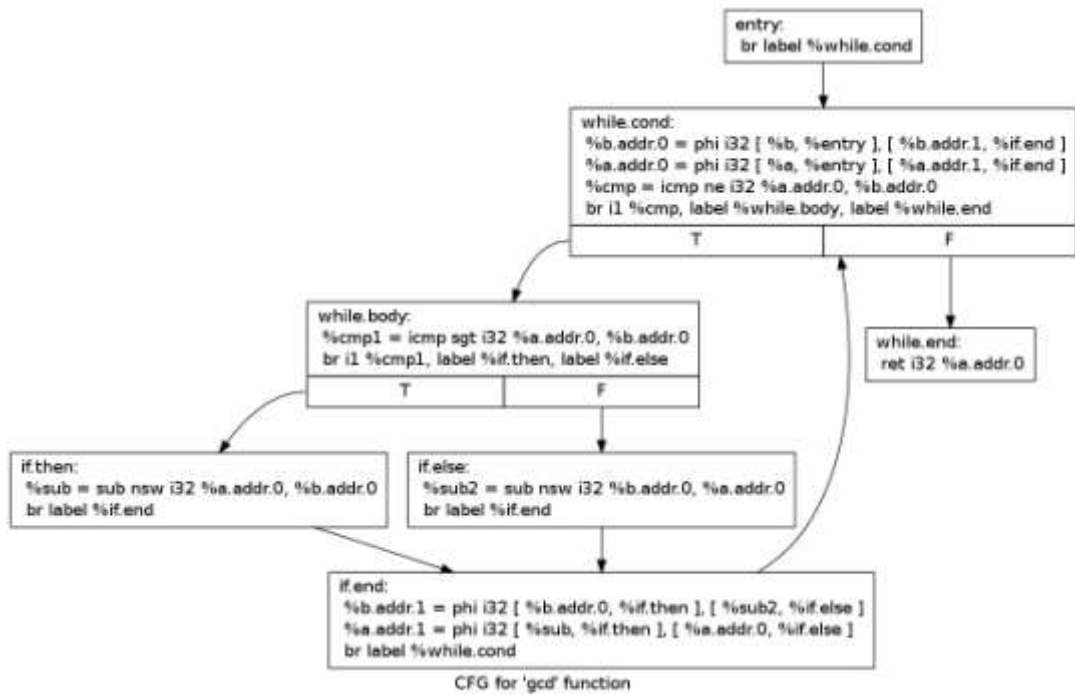 entry:
br label %while.cond
while.cond:
%b.addr.0 = phi i32 [ %b, %entry ], [ %b.addr.1, %if.end ]
%a.addr.0 = phi i32 [ %a, %entry ], [ %a.addr.1, %if.end ]
%cmp = icmp ne i32 %a.addr.0, %b.addr.0
br i1 %cmp, label %while.body, label %while.end
T
F
while.body:
%cmp1 = icmp sgt i32 %a.addr.0, %b.addr.0
br i1 %cmp1, label %if.then, label %if.else
T
F
while.end:
ret i32 %a.addr.0
if.then:
%sub = sub nsw i32 %a.addr.0, %b.addr.0
br label %if.end
if.else:
%sub2 = sub nsw i32 %b.addr.0, %a.addr.0
br label %if.end
if.end:
%b.addr.1 = phi i32 [ %b.addr.0, %if.then ], [ %sub2, %if.else ]
%a.addr.1 = phi i32 [ %sub, %if.then ], [ %a.addr.0, %if.else ]
br label %while.cond
CFG for 'gcd' function